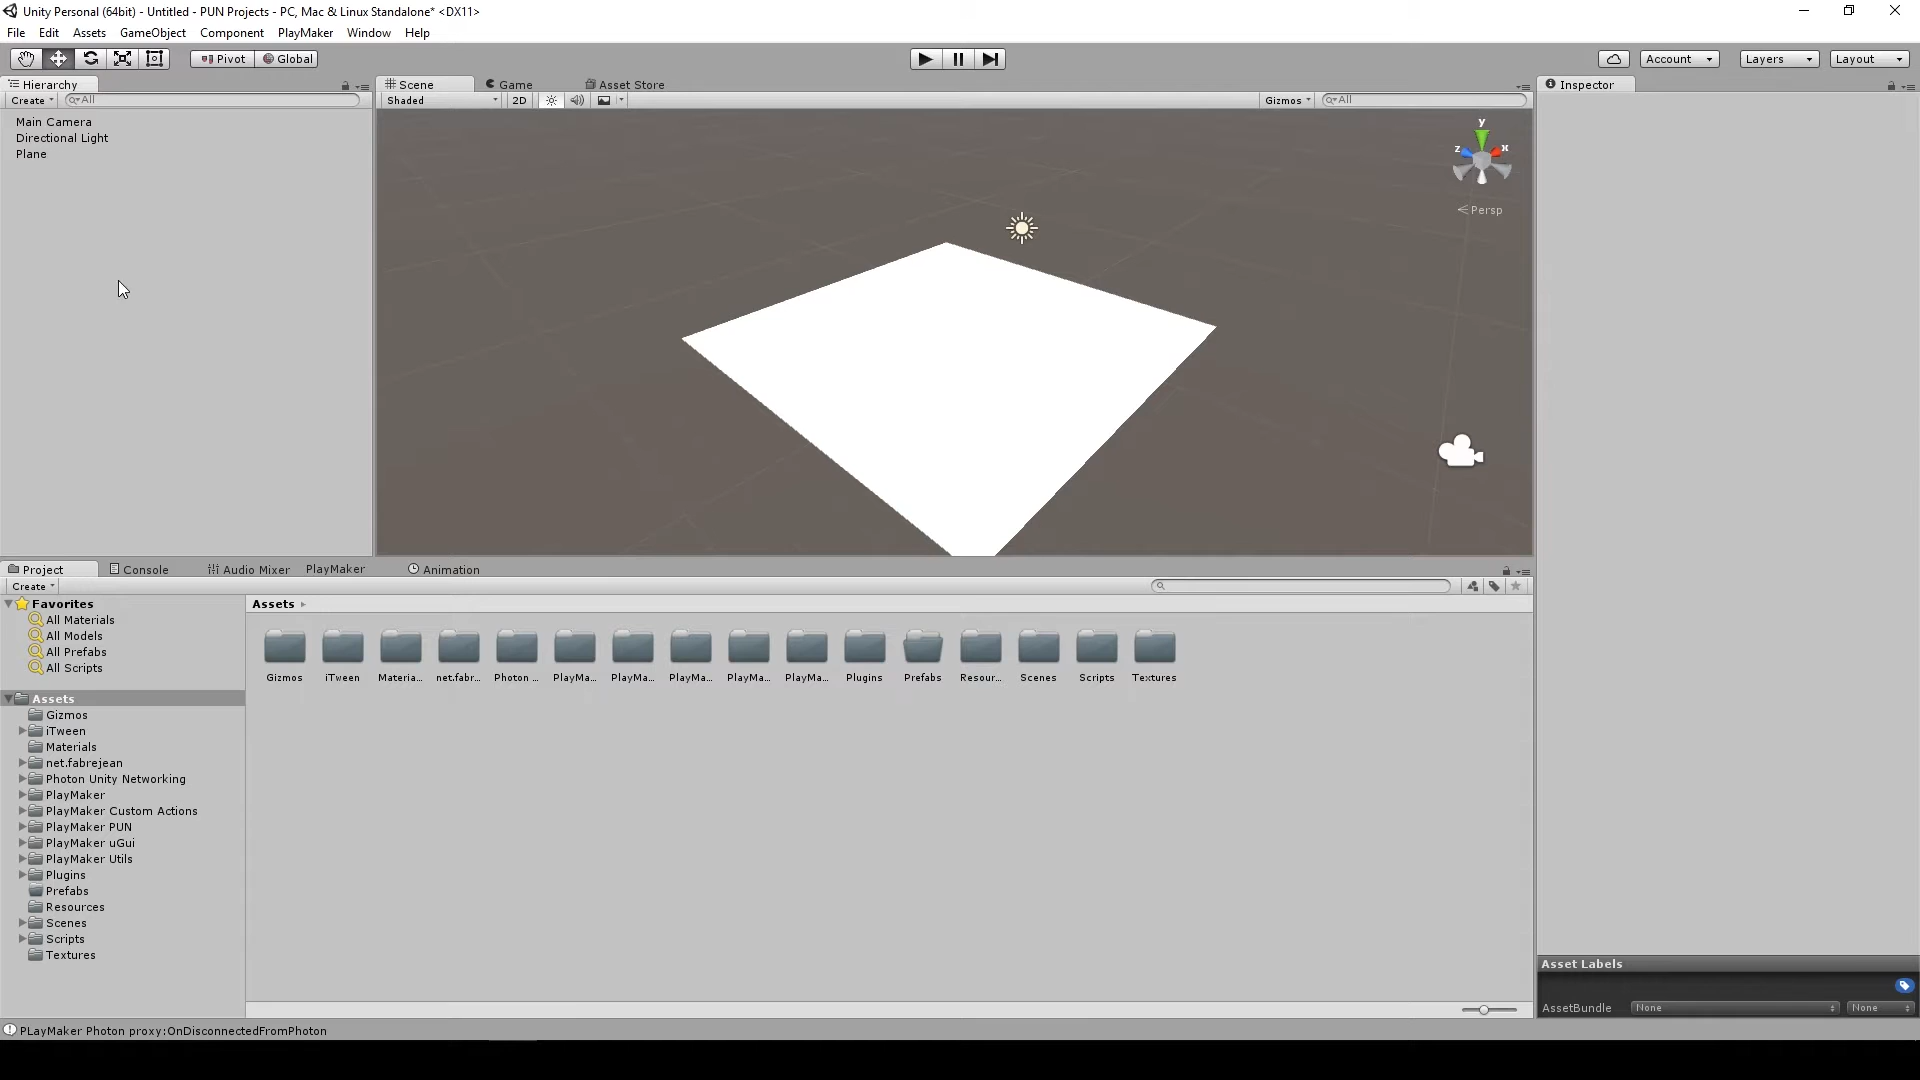 Unity Personal (64bit) - Untitled - PUN Projects - PC, Mac & Linux Standalone* <DX11>
File Edit Assets GameObject Component PlayMaker Window Help
Pivot Global Account Layers Layout
Hierarchy Scene Game Asset Store Inspector
Create All Shaded 2D Gizmos All
Main Camera
Directional Light
Plane
y
z x
Persp
Project Console Audio Mixer PlayMaker Animation
Create
Favorites
All Materials
All Models
All Prefabs
All Scripts
Assets
Gizmos
iTween
Materials
net.fabrejean
Photon Unity Networking
PlayMaker
PlayMaker Custom Actions
PlayMaker PUN
PlayMaker uGui
PlayMaker Utils
Plugins
Prefabs
Resources
Scenes
Scripts
Textures
Assets
Gizmos iTween Materia... net.fabr... Photon ... PlayMa... PlayMa... PlayMa... PlayMa... PlayMa... Plugins Prefabs Resour... Scenes Scripts Textures
Asset Labels
AssetBundle None None
PLayMaker Photon proxy:OnDisconnectedFromPhoton